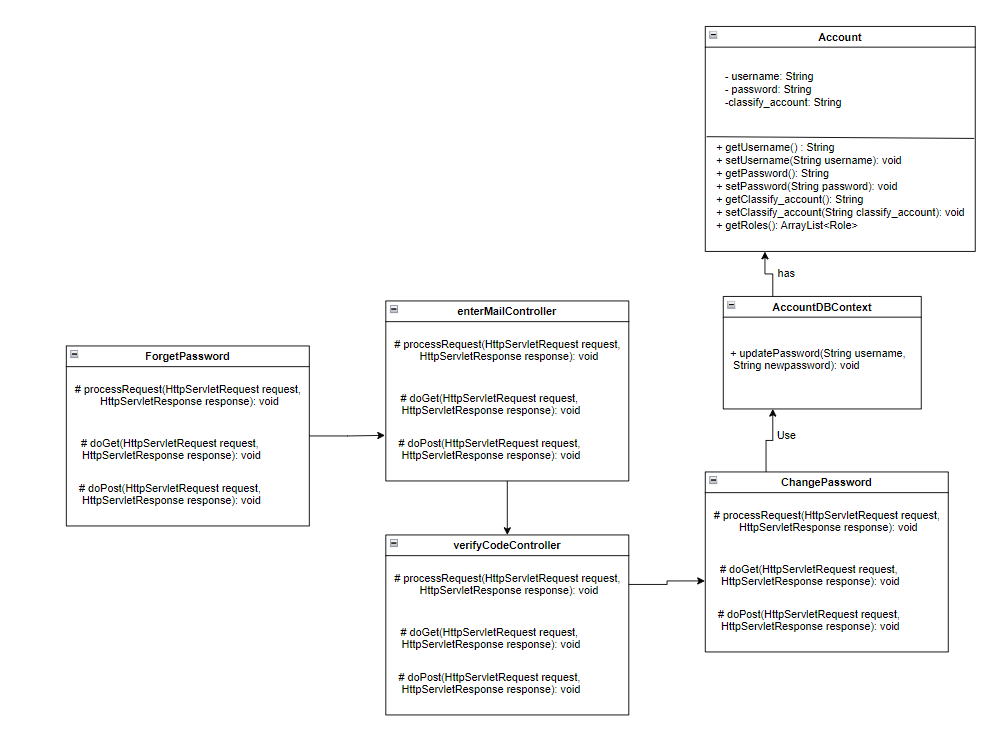 Account
- username: String
- password: String
-classify_account: String
+ getUsername() : String
+ setUsername(String username): void
+ getPassword(): String
+ setPassword(String password): void
+ getClassify_account(): String
+ setClassify_account(String classify_account): void
+ getRoles(): ArrayList<Role>
has
AccountDBContext
+ updatePassword(String username,
String newpassword): void
Use
ForgetPassword
# processRequest(HttpServletRequest request,
HttpServletResponse response): void
# doGet(HttpServletRequest request,
HttpServletResponse response): void
# doPost(HttpServletRequest request,
HttpServletResponse response): void
enterMailController
# processRequest(HttpServletRequest request,
HttpServletResponse response): void
# doGet(HttpServletRequest request,
HttpServletResponse response): void
# doPost(HttpServletRequest request,
HttpServletResponse response): void
verifyCodeController
# processRequest(HttpServletRequest request,
HttpServletResponse response): void
# doGet(HttpServletRequest request,
HttpServletResponse response): void
# doPost(HttpServletRequest request,
HttpServletResponse response): void
ChangePassword
# processRequest(HttpServletRequest request,
HttpServletResponse response): void
# doGet(HttpServletRequest request,
HttpServletResponse response): void
# doPost(HttpServletRequest request,
HttpServletResponse response): void